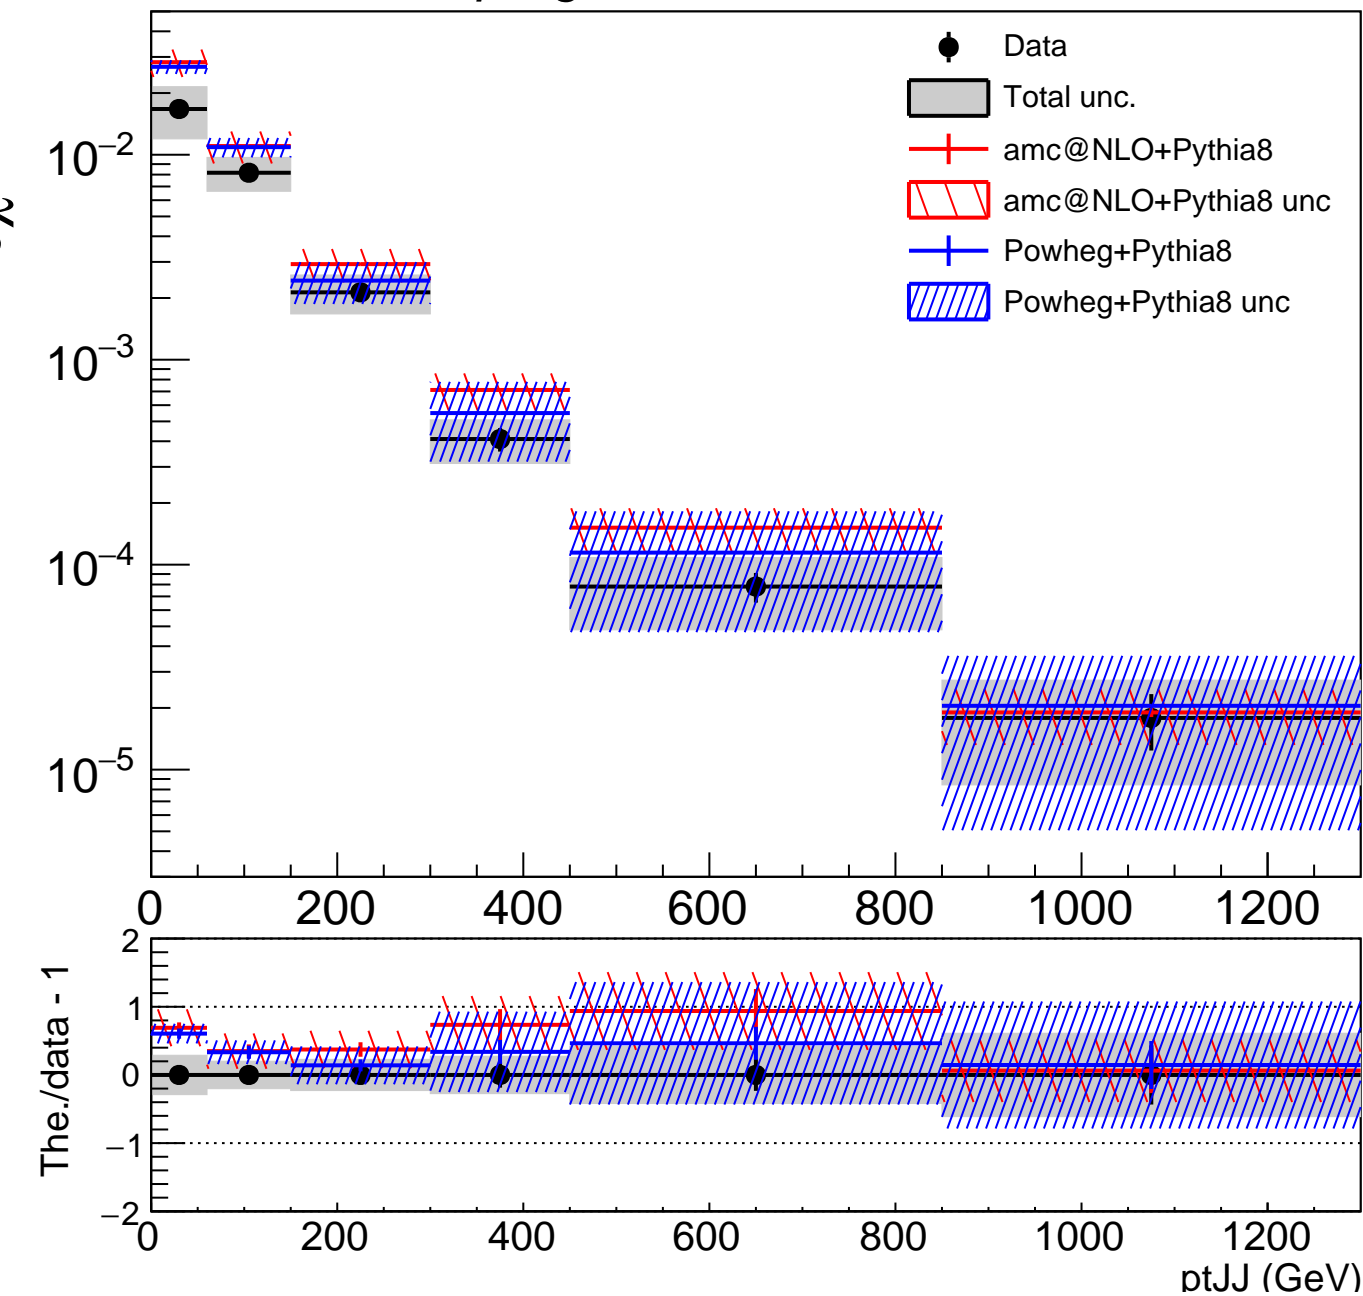 Data
Total unc.
amc@NLO+Pythia8
amc@NLO+Pythia8 unc
Powheg+Pythia8
Powheg+Pythia8 unc
10⁻²
10⁻³
10⁻⁴
10⁻⁵
0 200 400 600 800 1000 1200
The./data - 1
2
1
0
−1
−2
0 200 400 600 800 1000 1200
ptJJ (GeV)